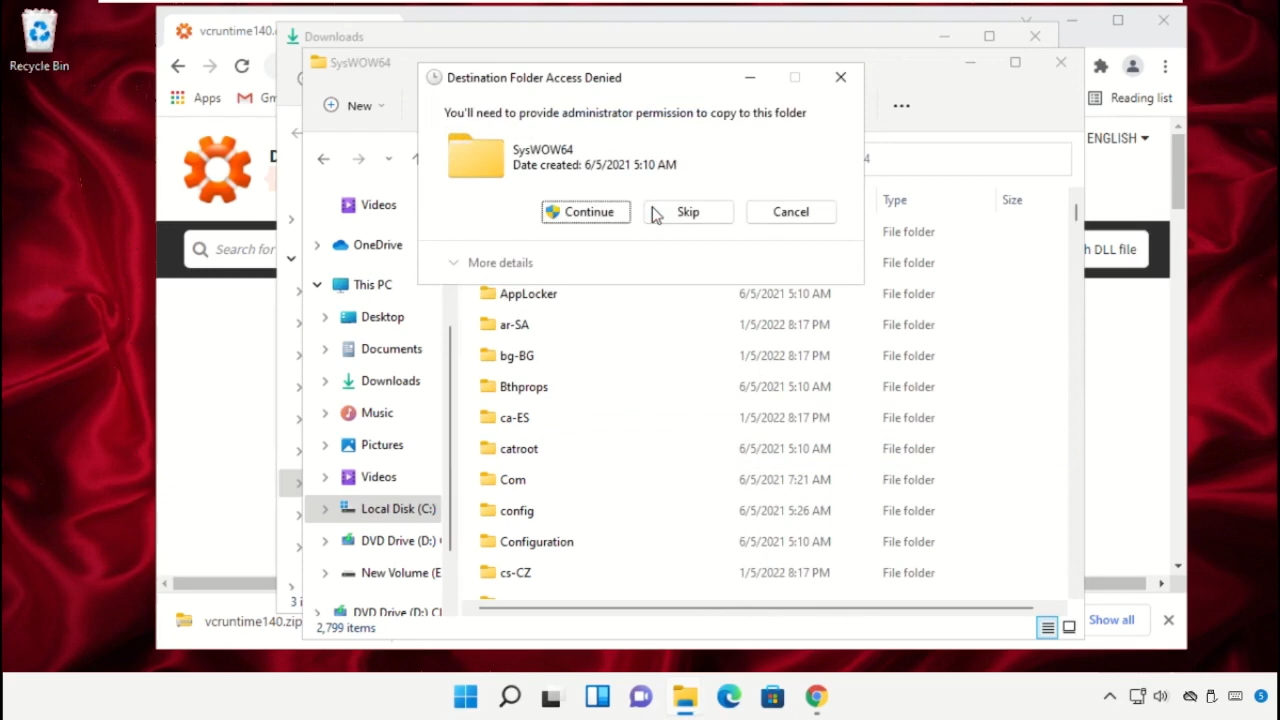 Recycle Bin
vcruntime140.
Downloads
SysWOW64
Destination Folder Access Denied
You'll need to provide administrator permission to copy to this folder
SysWOW64
Date created: 6/5/2021 5:10 AM
Continue
Skip
Cancel
More details
New
Apps
Reading list
ENGLISH
Search for
h DLL file
4
Type
Size
Videos
OneDrive
This PC
Desktop
Documents
Downloads
Music
Pictures
Videos
Local Disk (C:)
DVD Drive (D:)
New Volume (E
DVD Drive (D:) C
File folder
File folder
AppLocker 6/5/2021 5:10 AM File folder
ar-SA 1/5/2022 8:17 PM File folder
bg-BG 1/5/2022 8:17 PM File folder
Bthprops 6/5/2021 5:10 AM File folder
ca-ES 1/5/2022 8:17 PM File folder
catroot 6/5/2021 5:10 AM File folder
Com 6/5/2021 7:21 AM File folder
config 6/5/2021 5:26 AM File folder
Configuration 6/5/2021 5:10 AM File folder
cs-CZ 1/5/2022 8:17 PM File folder
3 i
2,799 items
vcruntime140.zip
Show all
5